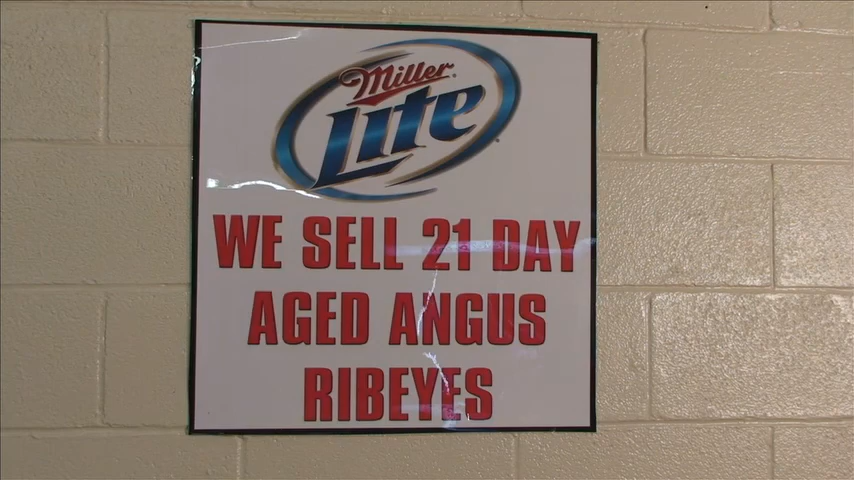 Miller
Lite
WE SELL 21 DAY
AGED ANGUS
RIBEYES